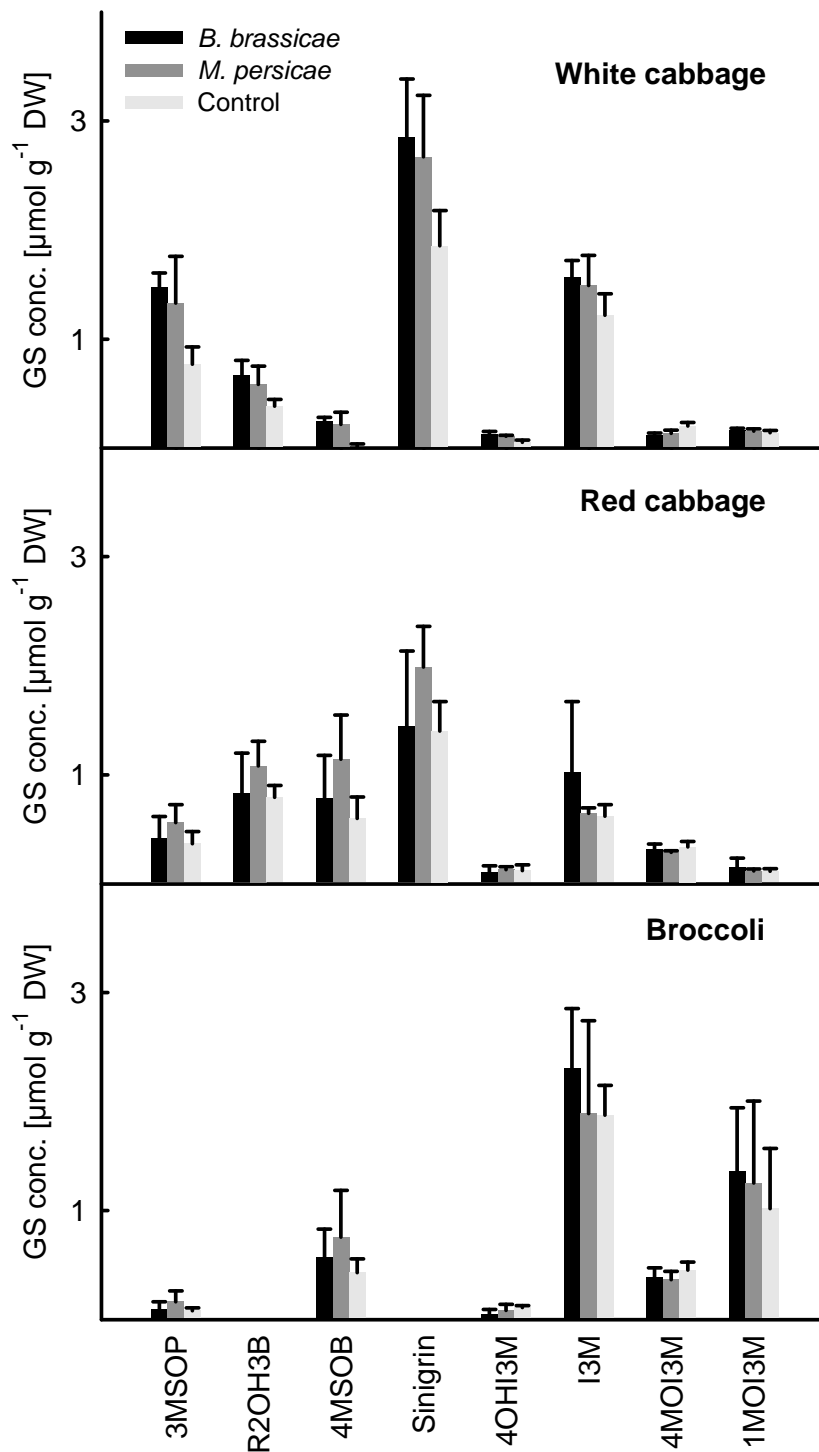 B. brassicae
M. persicae
Control
White cabbage
GS conc. [µmol g⁻¹ DW]
3
1
Red cabbage
GS conc. [µmol g⁻¹ DW]
3
1
Broccoli
GS conc. [µmol g⁻¹ DW]
3
1
3MSOP
R2OH3B
4MSOB
Sinigrin
4OHI3M
I3M
4MOI3M
1MOI3M